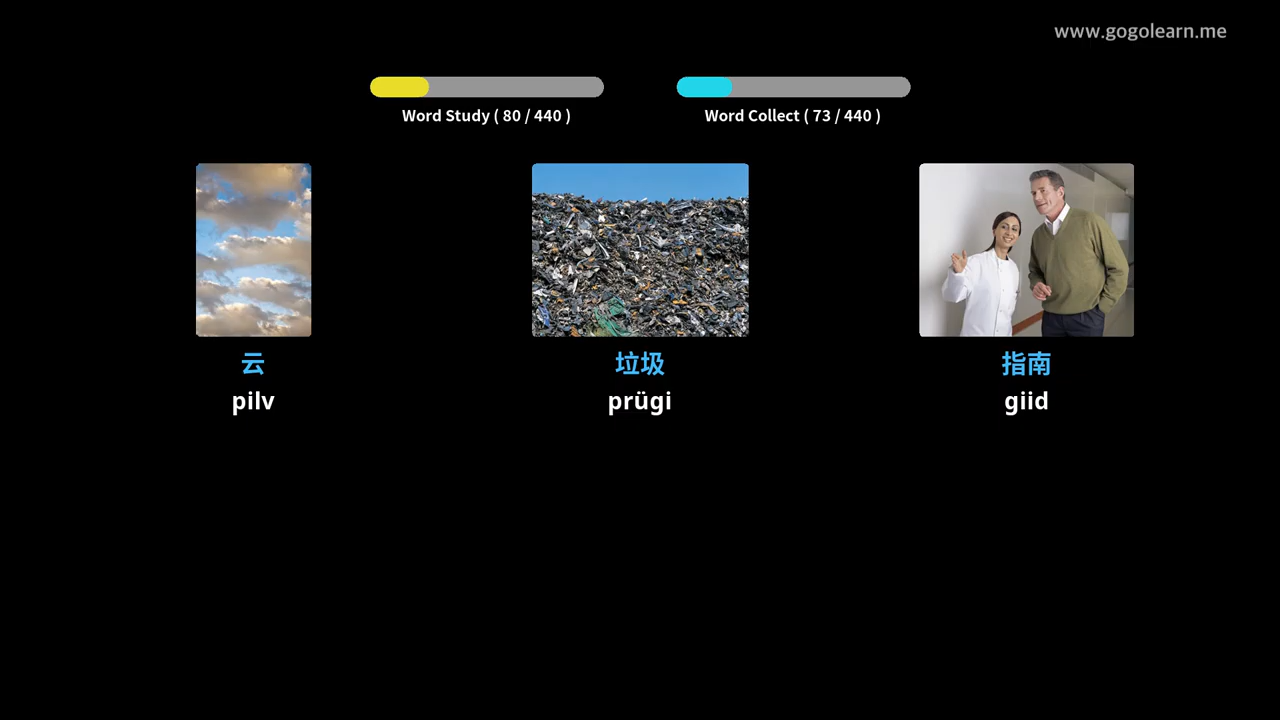 www.gogolearn.me
Word Study ( 80 / 440 )
Word Collect ( 73 / 440 )
云
垃圾
指南
pilv
prügi
giid